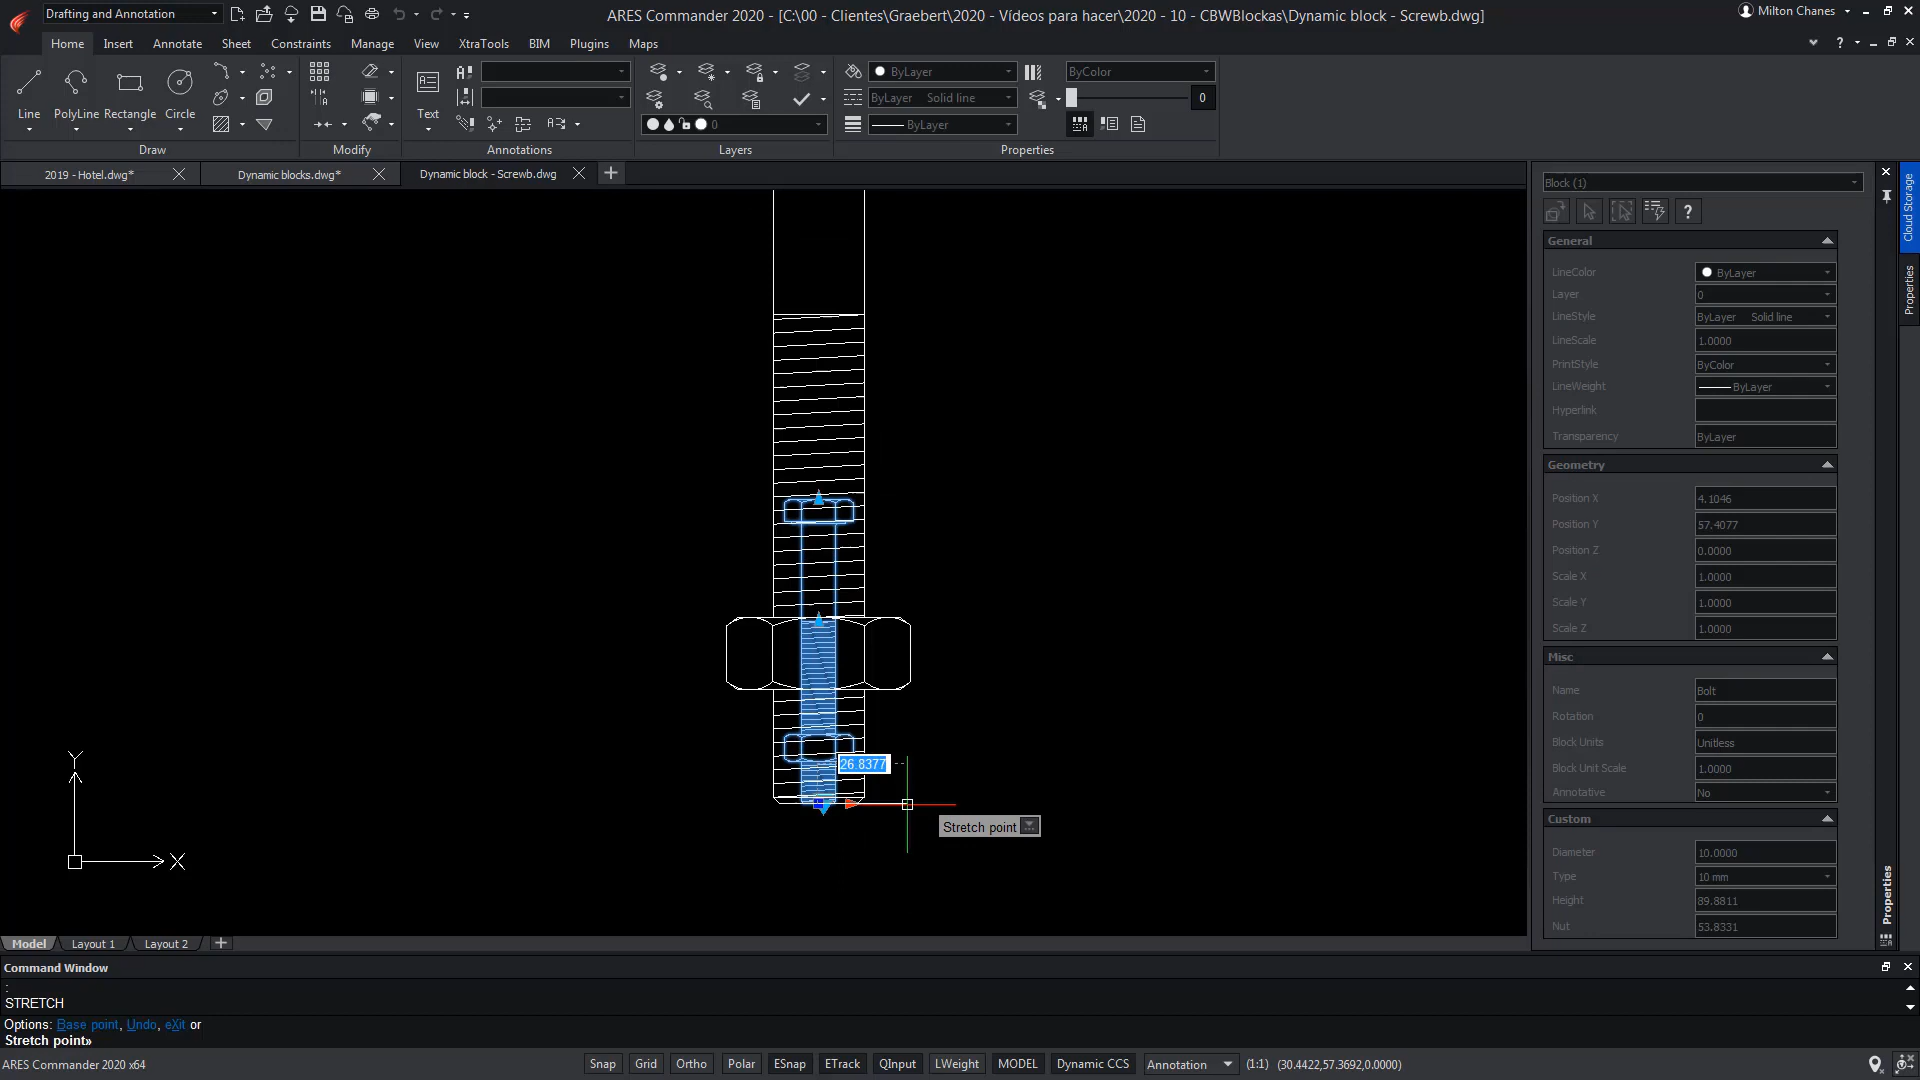 Drafting and Annotation
ARES Commander 2020 - [C:\00 - Clientes\Graebert\2020 - Vídeos para hacer\2020 - 10 - CBWBlockas\Dynamic block - Screwb.dwg]
Milton Chanes
Home Insert Annotate Sheet Constraints Manage View XtraTools BIM Plugins Maps
Line PolyLine Rectangle Circle
Text
0
ByLayer
ByLayer Solid line
ByLayer
ByColor
0
Draw Modify Annotations Layers Properties
2019 - Hotel.dwg*
Dynamic blocks.dwg*
Dynamic block - Screwb.dwg
Y
X
26.8377
Stretch point
Block (1)
General
LineColor ByLayer
Layer 0
LineStyle ByLayer Solid line
LineScale 1.0000
PrintStyle ByColor
LineWeight ByLayer
Hyperlink
Transparency ByLayer
Geometry
Position X 4.1046
Position Y 57.4077
Position Z 0.0000
Scale X 1.0000
Scale Y 1.0000
Scale Z 1.0000
Misc
Name Bolt
Rotation 0
Block Units Unitless
Block Unit Scale 1.0000
Annotative No
Custom
Diameter 10.0000
Type 10 mm
Height 89.8811
Nut 53.8331
Cloud Storage
Properties
Properties
Model Layout 1 Layout 2
Command Window
:
STRETCH
Options: Base point, Undo, eXit or
Stretch point»
ARES Commander 2020 x64
Snap Grid Ortho Polar ESnap ETrack QInput LWeight MODEL Dynamic CCS Annotation (1:1) (30.4422,57.3692,0.0000)